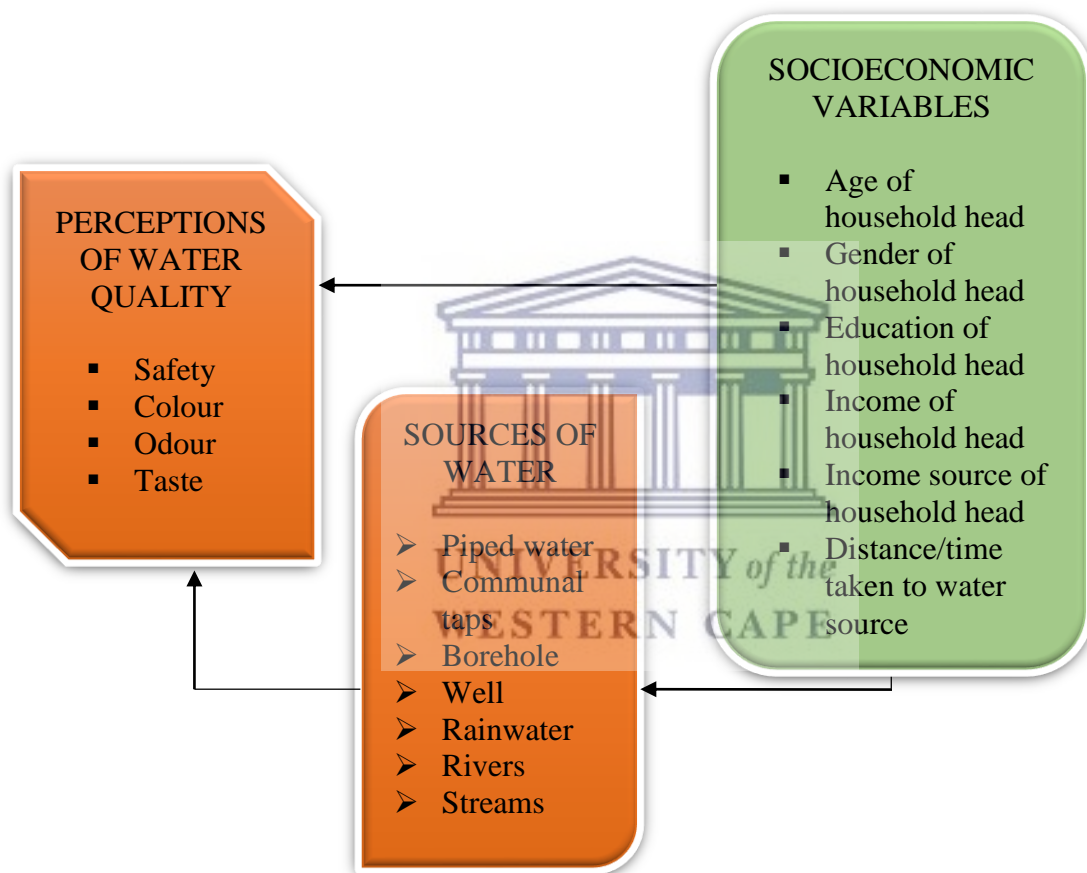 PERCEPTIONS
OF WATER
QUALITY
▪ Safety
▪ Colour
▪ Odour
▪ Taste
SOURCES OF
WATER
➢ Piped water
➢ Communal
taps
➢ Borehole
➢ Well
➢ Rainwater
➢ Rivers
➢ Streams
SOCIOECONOMIC
VARIABLES
▪ Age of
household head
▪ Gender of
household head
▪ Education of
household head
▪ Income of
household head
▪ Income source of
household head
▪ Distance/time
taken to water
source
UNIVERSITY of the
WESTERN CAPE